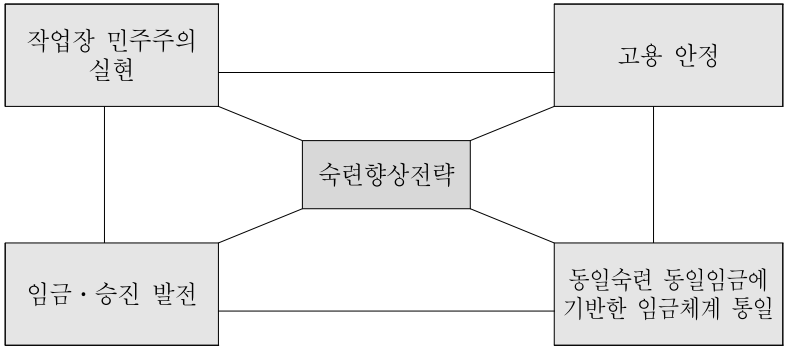 작업장 민주주의
실현
고용 안정
숙련향상전략
임금·승진 발전
동일숙련 동일임금에
기반한 임금체계 통일